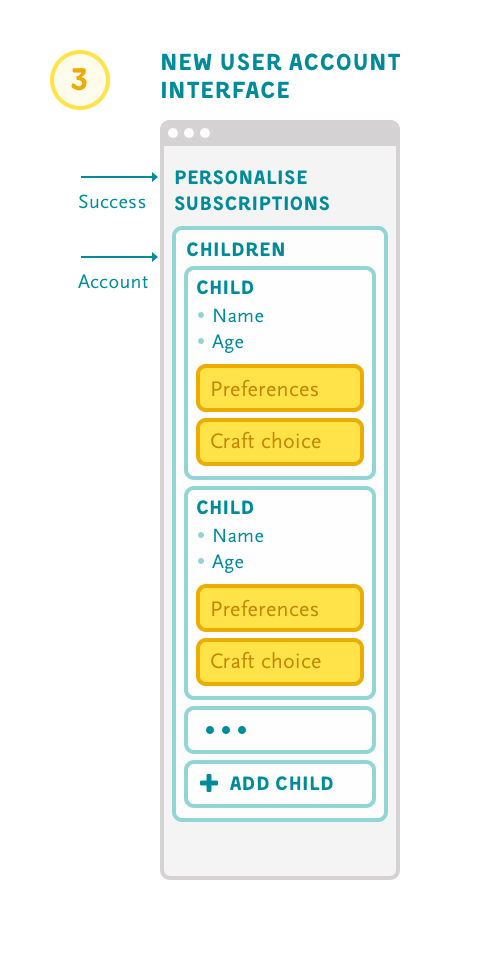 3
NEW USER ACCOUNT
INTERFACE
PERSONALISE
SUBSCRIPTIONS
Success
CHILDREN
Account
CHILD
• Name
• Age
Preferences
Craft choice
CHILD
• Name
• Age
Preferences
Craft choice
•••
+ ADD CHILD